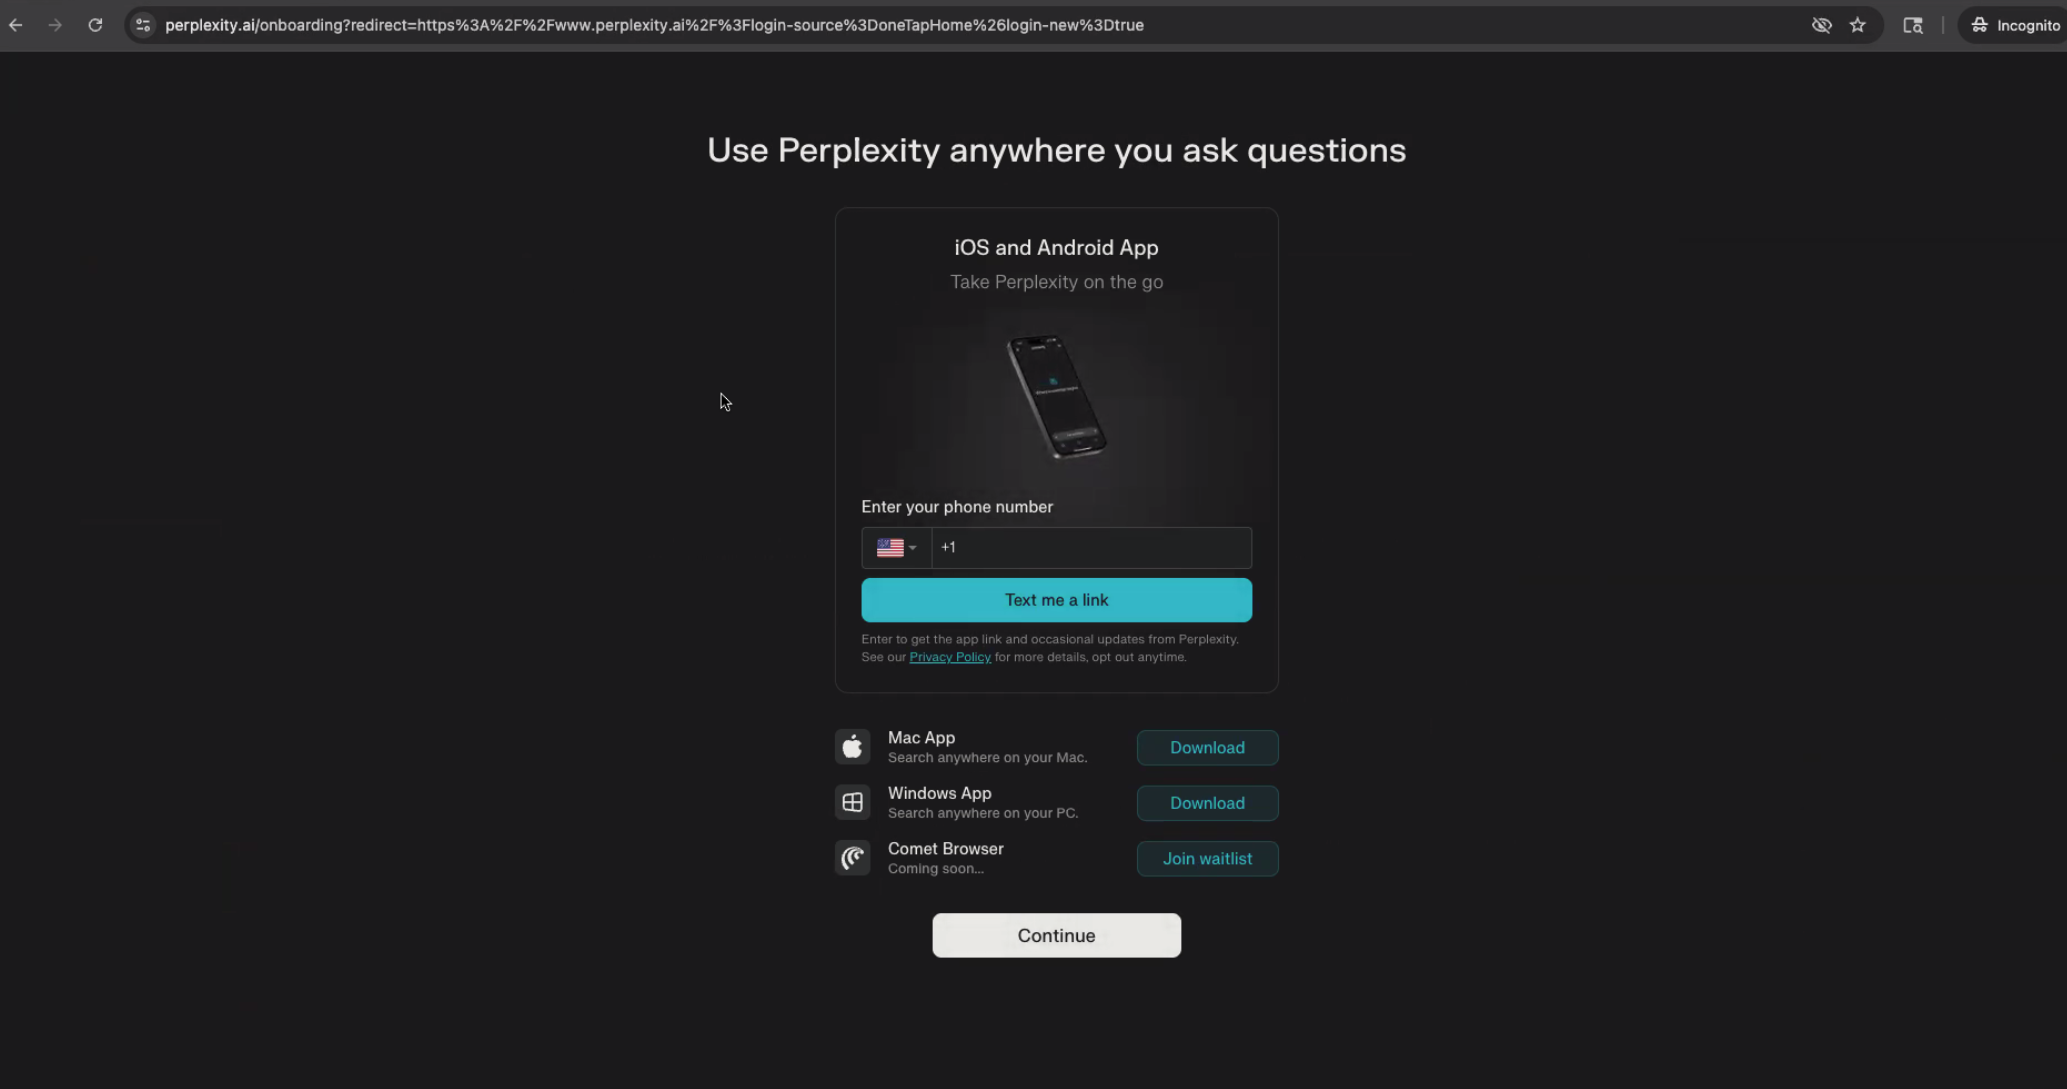 perplexity.ai/onboarding?redirect=https%3A%2F%2Fwww.perplexity.ai%2F%3Flogin-source%3DoneTapHome%26login-new%3Dtrue
Incognito
Use Perplexity anywhere you ask questions
iOS and Android App
Take Perplexity on the go
Enter your phone number
+1
Text me a link
Enter to get the app link and occasional updates from Perplexity.
See our Privacy Policy for more details, opt out anytime.
Mac App
Search anywhere on your Mac.
Download
Windows App
Search anywhere on your PC.
Download
Comet Browser
Coming soon...
Join waitlist
Continue